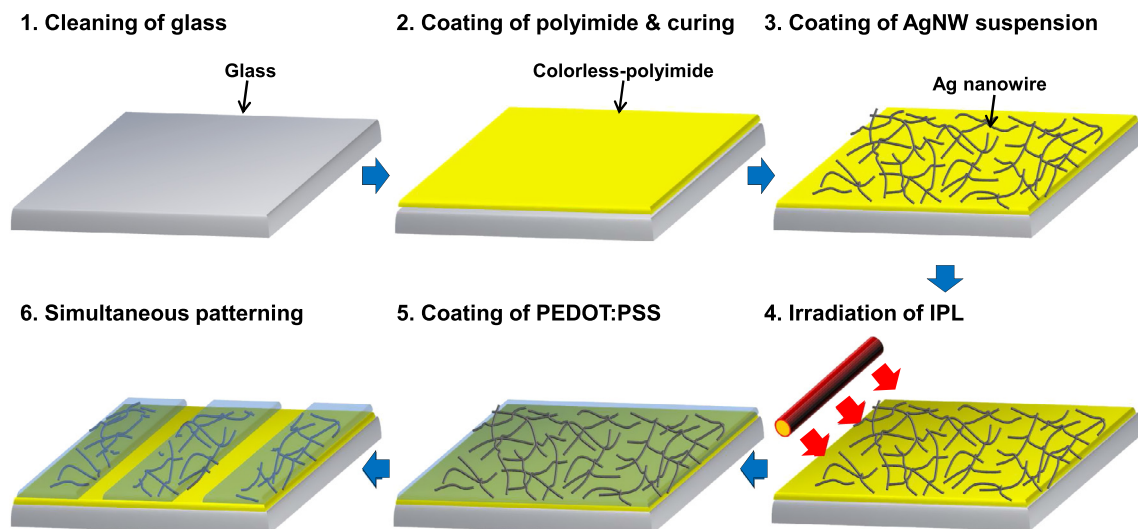 1. Cleaning of glass
2. Coating of polyimide & curing
3. Coating of AgNW suspension
Glass
Colorless-polyimide
Ag nanowire
6. Simultaneous patterning
5. Coating of PEDOT:PSS
4. Irradiation of IPL